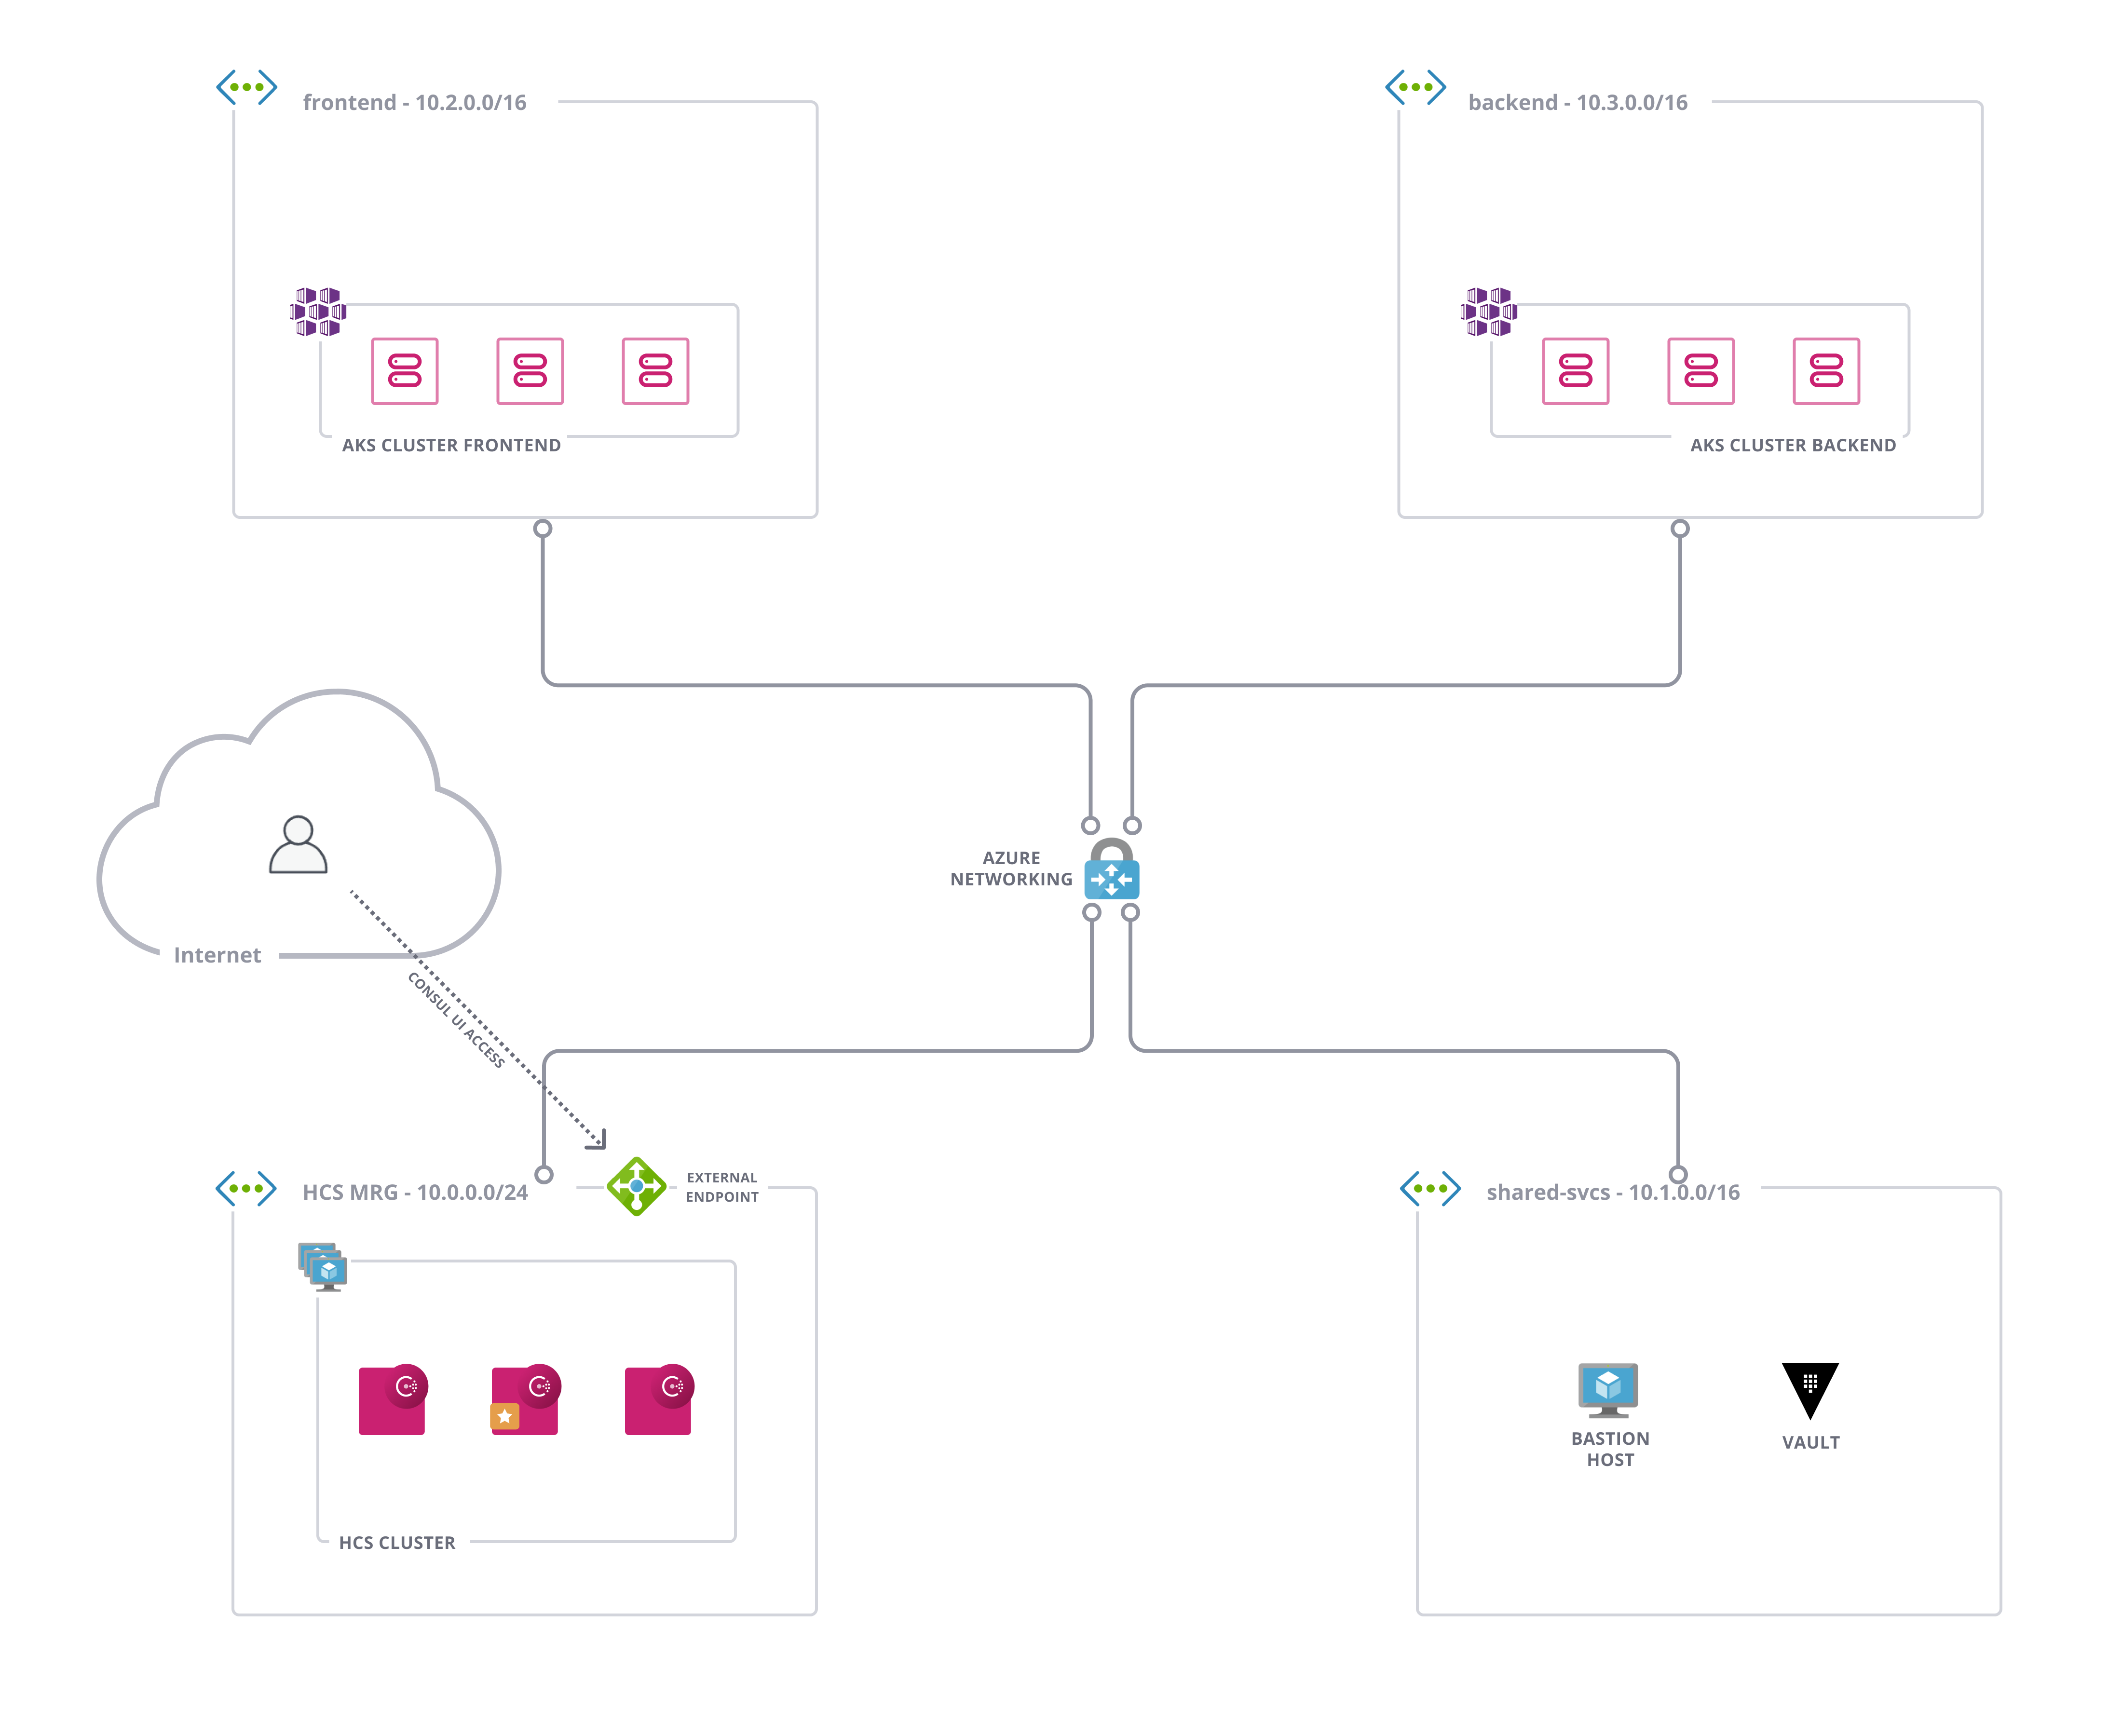 frontend - 10.2.0.0/16
backend - 10.3.0.0/16
AKS CLUSTER FRONTEND
AKS CLUSTER BACKEND
AZURE
NETWORKING
Internet
CONSUL UI ACCESS
EXTERNAL
ENDPOINT
HCS MRG - 10.0.0.0/24
shared-svcs - 10.1.0.0/16
BASTION
HOST
VAULT
HCS CLUSTER